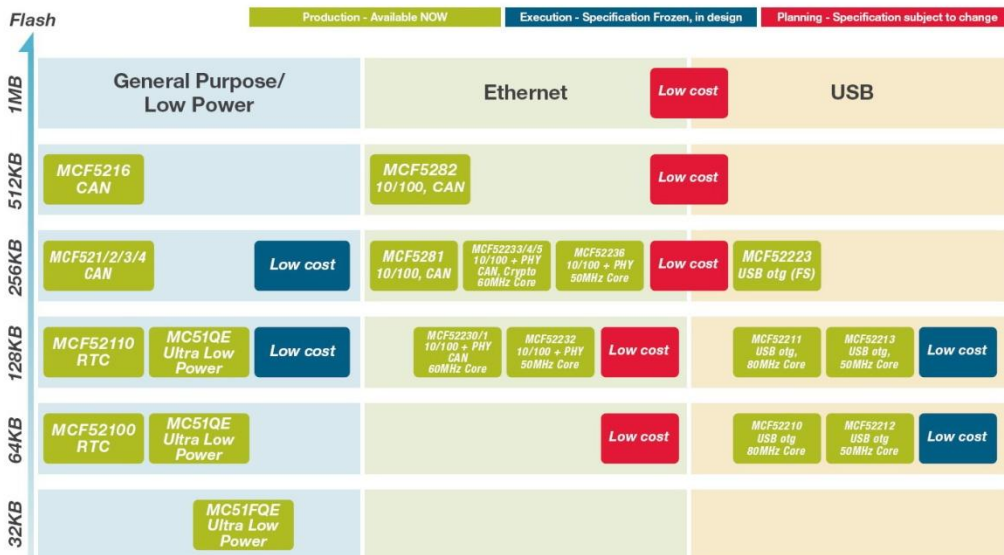 Flash
Production - Available NOW
Execution - Specification Frozen, in design
Planning - Specification subject to change
1MB
General Purpose/
Low Power
Ethernet
Low cost
USB
512KB
MCF5216
CAN
MCF5282
10/100, CAN
Low cost
256KB
MCF521/2/3/4
CAN
Low cost
MCF5281
10/100, CAN
MCF52233/4/5
10/100 + PHY
CAN, Crypto
60MHz Core
MCF52236
10/100 + PHY
50MHz Core
Low cost
MCF52223
USB otg (FS)
128KB
MCF52110
RTC
MC51QE
Ultra Low
Power
Low cost
MCF52230/1
10/100 + PHY
CAN
60MHz Core
MCF52232
10/100 + PHY
50MHz Core
Low cost
MCF52211
USB otg,
80MHz Core
MCF52213
USB otg,
50MHz Core
Low cost
64KB
MCF52100
RTC
MC51QE
Ultra Low
Power
Low cost
MCF52210
USB otg
80MHz Core
MCF52212
USB otg
50MHz Core
Low cost
32KB
MC51FQE
Ultra Low
Power